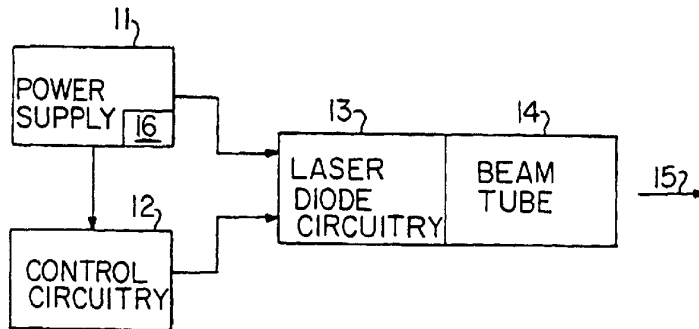 11
POWER
SUPPLY
16
13
14
LASER
DIODE
CIRCUITRY
BEAM
TUBE
15
12
CONTROL
CIRCUITRY